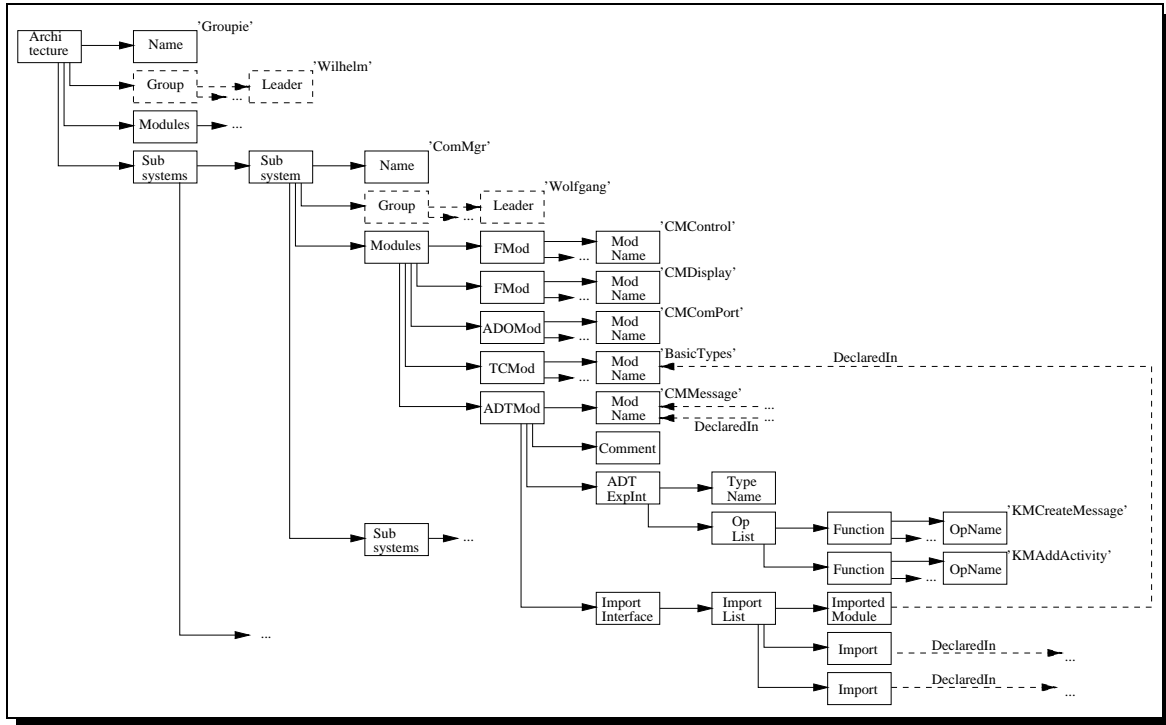 'Groupie'
Archi
tecture
Name
'Wilhelm'
Group
...
Leader
Modules
...
'ComMgr'
Sub
systems
Sub
system
Name
'Wolfgang'
Group
...
Leader
'CMControl'
Modules
FMod
...
Mod
Name
'CMDisplay'
FMod
...
Mod
Name
'CMComPort'
ADOMod
...
Mod
Name
'BasicTypes'
DeclaredIn
TCMod
...
Mod
Name
'CMMessage'
ADTMod
Mod
Name
...
...
DeclaredIn
Comment
ADT
ExpInt
Type
Name
'KMCreateMessage'
Op
List
Function
...
OpName
Sub
systems
...
'KMAddActivity'
Function
...
OpName
Import
Interface
Import
List
Imported
Module
...
Import
DeclaredIn
...
Import
DeclaredIn
...